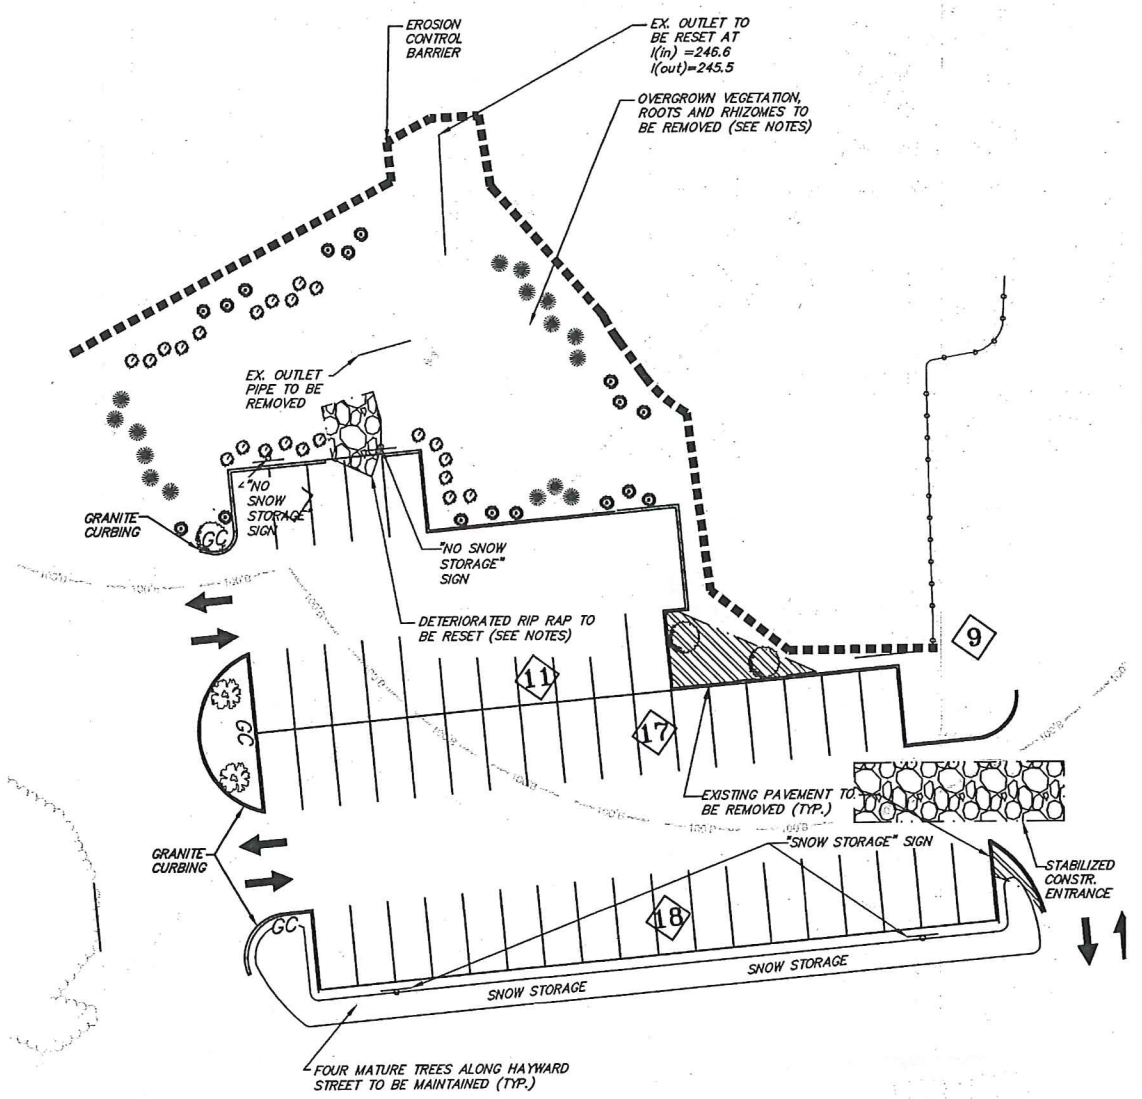 EROSION
CONTROL
BARRIER
EX. OUTLET TO
BE RESET AT
I(in) =246.6
I(out)=245.5
OVERGROWN VEGETATION,
ROOTS AND RHIZOMES TO
BE REMOVED (SEE NOTES)
EX. OUTLET
PIPE TO BE
REMOVED
"NO
SNOW
STORAGE"
SIGN
GRANITE
CURBING
GC
"NO SNOW
STORAGE"
SIGN
DETERIORATED RIP RAP TO
BE RESET (SEE NOTES)
100'B
100'B
9
11
17
GC
EXISTING PAVEMENT TO
BE REMOVED (TYP.)
"SNOW STORAGE" SIGN
GRANITE
CURBING
STABILIZED
CONSTR.
ENTRANCE
18
GC
SNOW STORAGE
SNOW STORAGE
FOUR MATURE TREES ALONG HAYWARD
STREET TO BE MAINTAINED (TYP.)